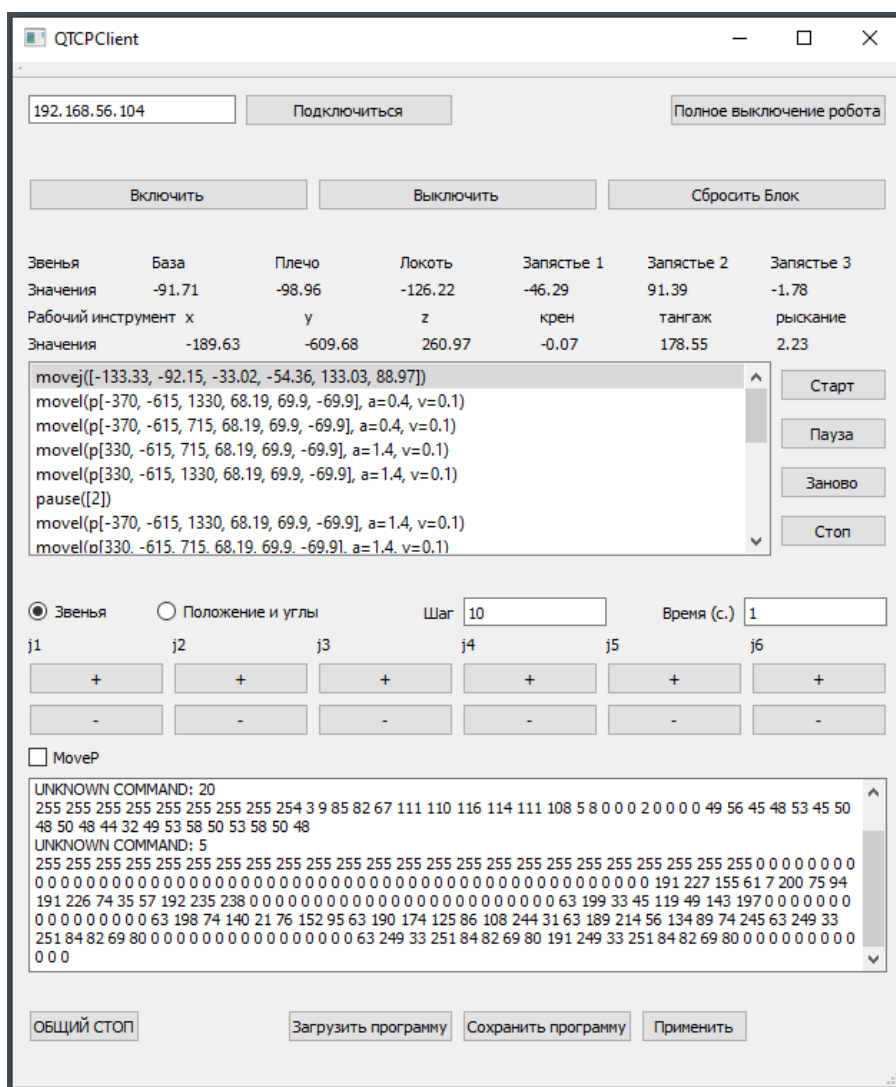 QTCPClient
192.168.56.104 Подключиться Полное выключение робота
Включить Выключить Сбросить Блок
Звенья База Плечо Локоть Запястье 1 Запястье 2 Запястье 3
Значения -91.71 -98.96 -126.22 -46.29 91.39 -1.78
Рабочий инструмент x y z крен тангаж рыскание
Значения -189.63 -609.68 260.97 -0.07 178.55 2.23
movej([-133.33, -92.15, -33.02, -54.36, 133.03, 88.97])
movel(p[-370, -615, 1330, 68.19, 69.9, -69.9], a=0.4, v=0.1)
movel(p[-370, -615, 715, 68.19, 69.9, -69.9], a=0.4, v=0.1)
movel(p[330, -615, 715, 68.19, 69.9, -69.9], a=1.4, v=0.1)
movel(p[330, -615, 1330, 68.19, 69.9, -69.9], a=1.4, v=0.1)
pause([2])
movel(p[-370, -615, 1330, 68.19, 69.9, -69.9], a=1.4, v=0.1)
movel(p[330, -615, 715, 68.19, 69.9, -69.9], a=1.4, v=0.1)
Старт
Пауза
Заново
Стоп
Звенья Положение и углы Шаг 10 Время (с.) 1
j1 j2 j3 j4 j5 j6
+ + + + + +
- - - - - -
MoveP
UNKNOWN COMMAND: 20
255 255 255 255 255 255 255 255 254 3 9 85 82 67 111 110 116 114 111 108 5 8 0 0 0 2 0 0 0 0 49 56 45 48 53 45 50
48 50 48 44 32 49 53 58 50 53 58 50 48
UNKNOWN COMMAND: 5
255 255 255 255 255 255 255 255 255 255 255 255 255 255 255 255 255 255 255 255 255 255 255 255 0 0 0 0 0 0 0 0
0 0 0 0 0 0 0 0 0 0 0 0 0 0 0 0 0 0 0 0 0 0 0 0 0 0 0 0 0 0 0 0 0 0 0 0 0 0 0 0 0 0 0 0 191 227 155 61 7 200 75 94
191 226 74 35 57 192 235 238 0 0 0 0 0 0 0 0 0 0 0 0 0 0 0 0 0 0 0 0 0 0 0 0 63 199 33 45 119 49 143 197 0 0 0 0 0 0 0
0 0 0 0 0 0 0 0 0 0 63 198 74 140 21 76 152 95 63 190 174 125 86 108 244 31 63 189 214 56 134 89 74 245 63 249 33
251 84 82 69 80 0 0 0 0 0 0 0 0 0 0 0 0 0 0 0 0 63 249 33 251 84 82 69 80 191 249 33 251 84 82 69 80 0 0 0 0 0 0 0 0 0 0
0 0 0
ОБЩИЙ СТОП Загрузить программу Сохранить программу Применить